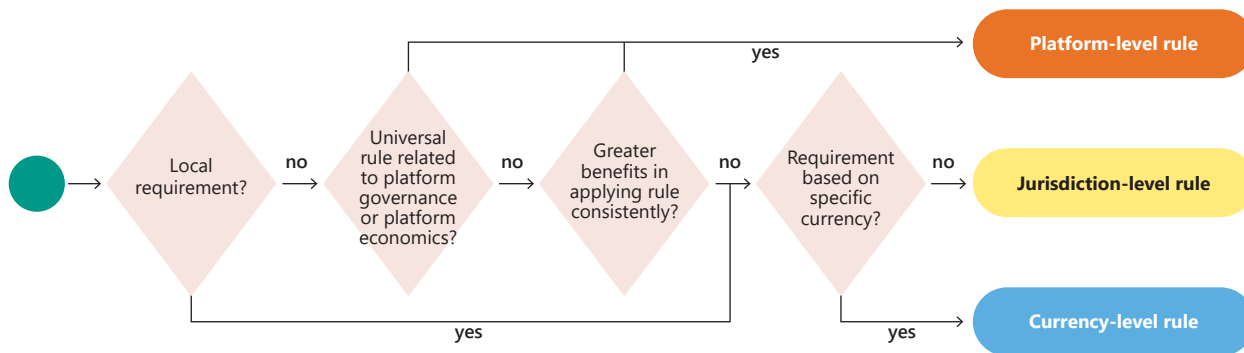 Platform-level rule
yes
Local
requirement?
no
Universal
rule related
to platform
governance
or platform
economics?
no
Greater
benefits in
applying rule
consistently?
no
Requirement
based on
specific
currency?
no
Jurisdiction-level rule
yes
yes
Currency-level rule